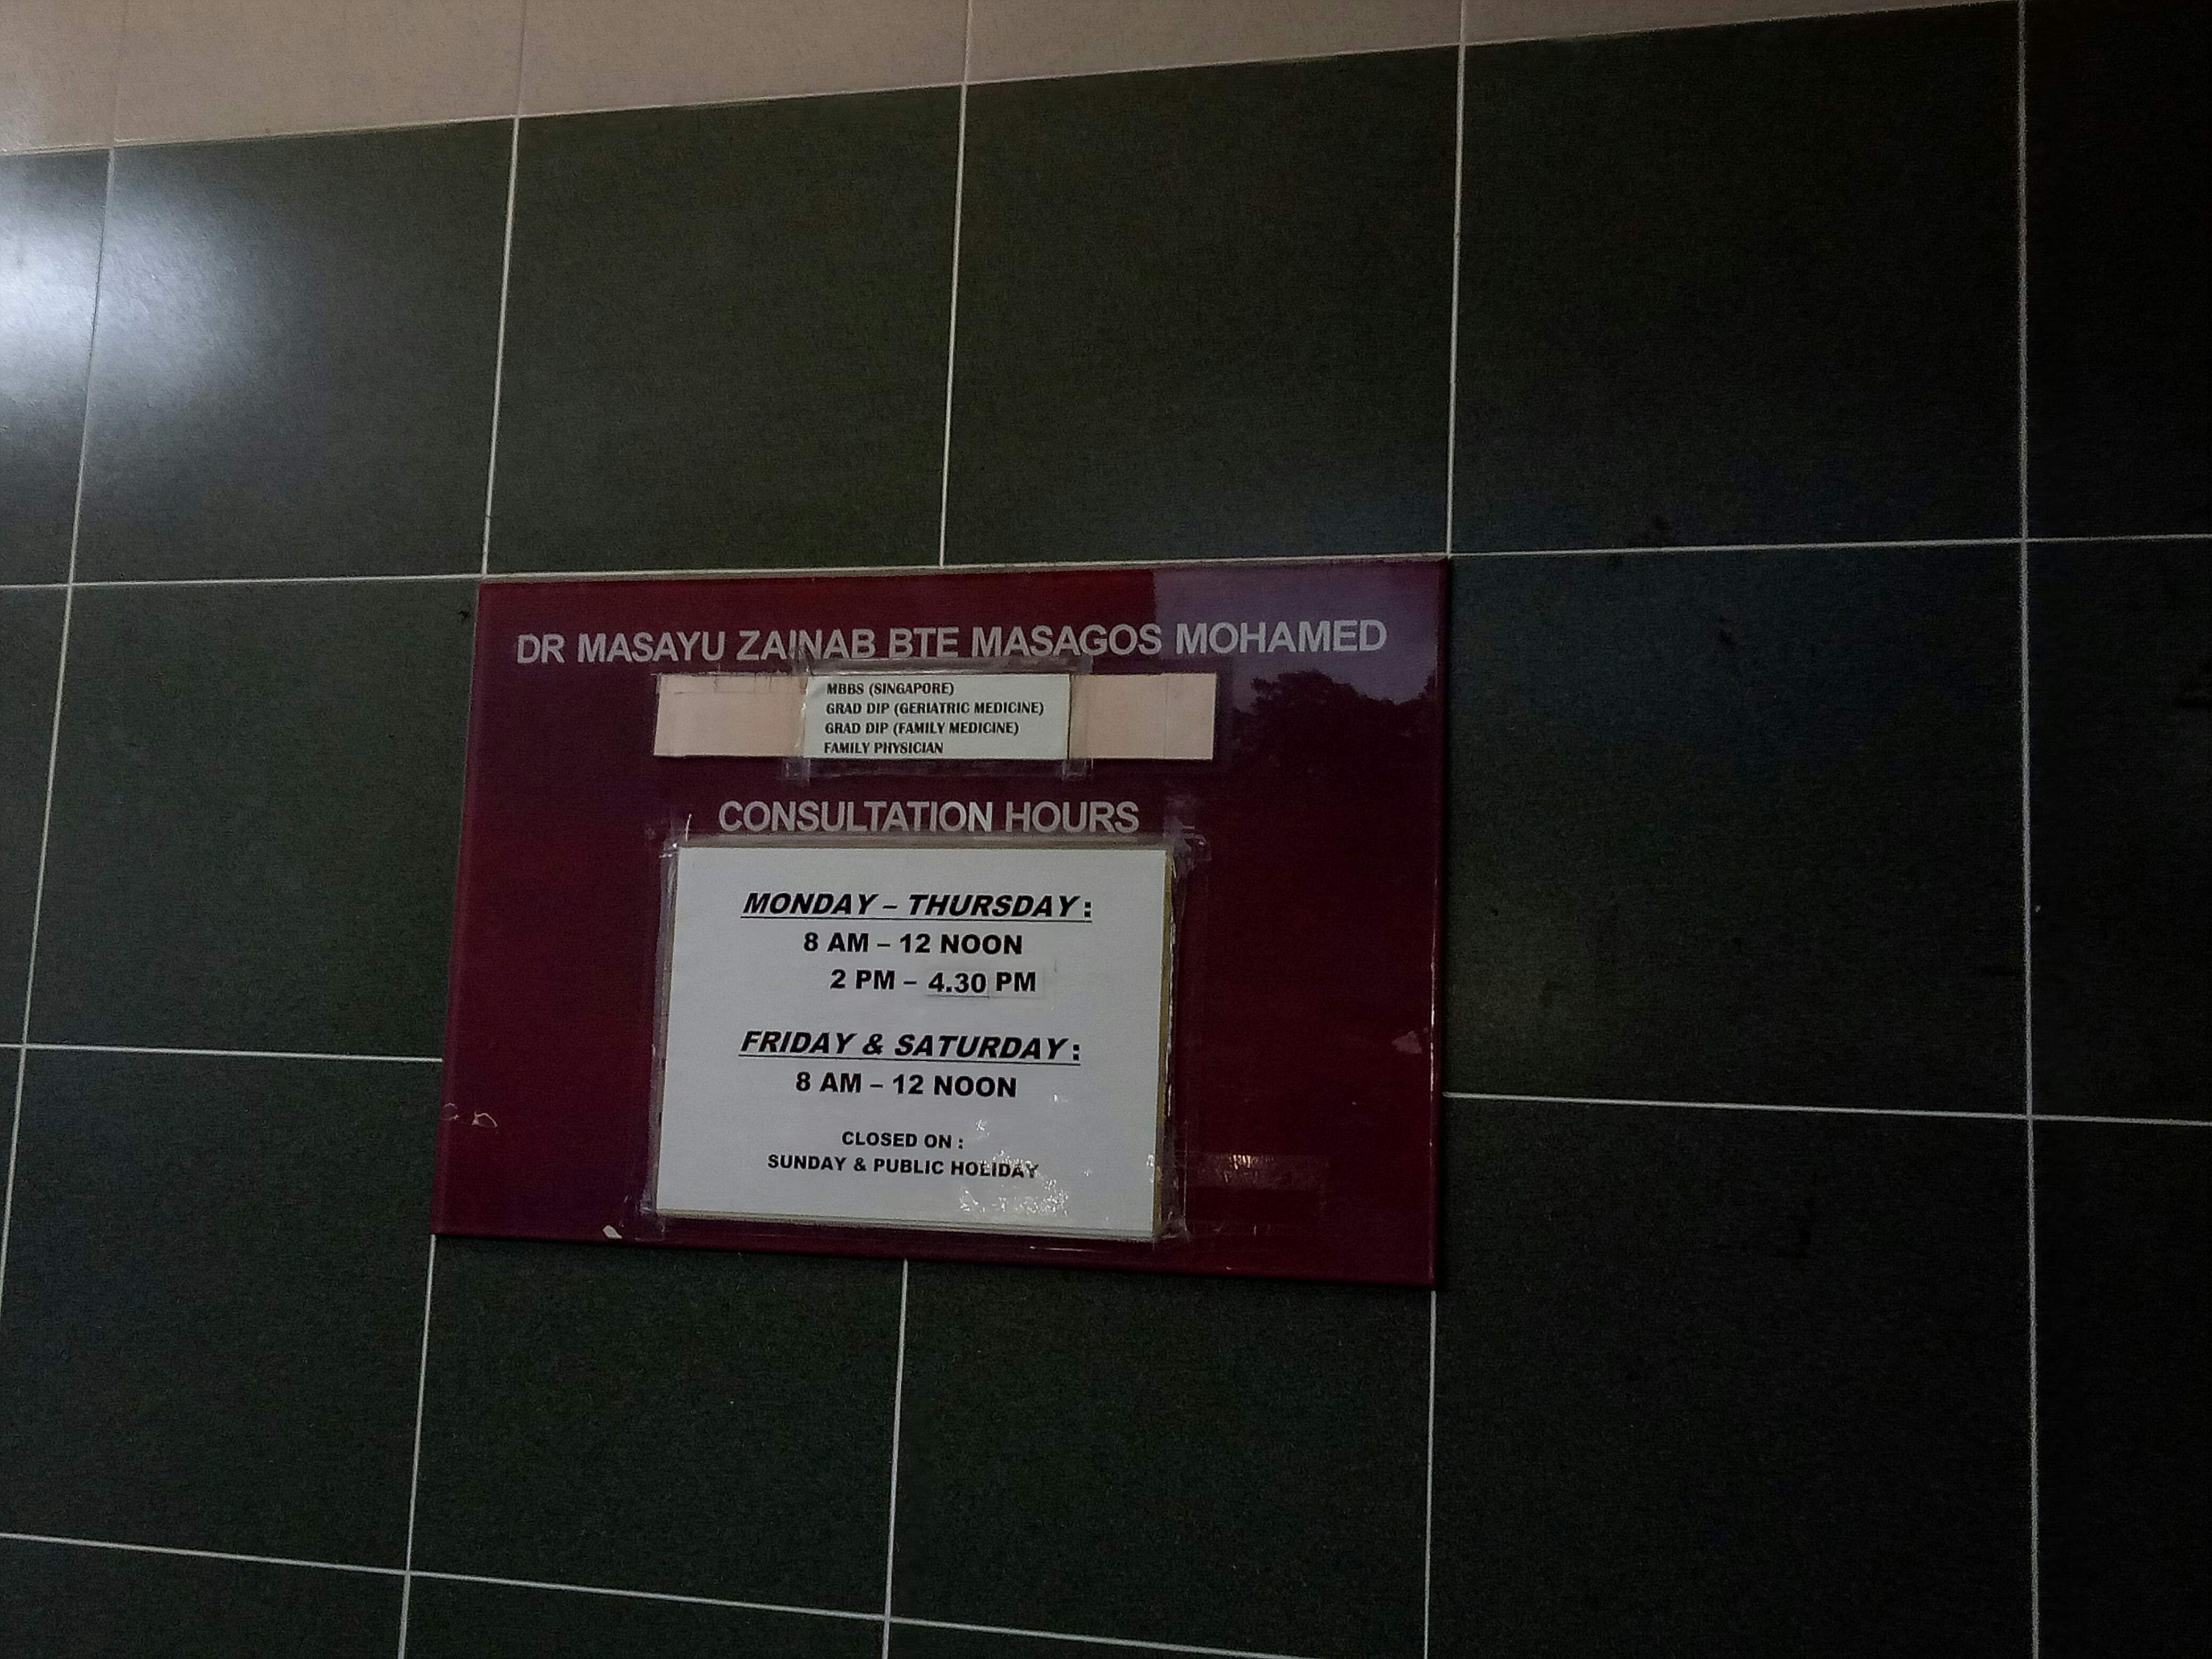 DR MASAYU ZAINAB BTE MASAGOS MOHAMED
MBBS (SINGAPORE)
GRAD DIP (GERIATRIC MEDICINE)
GRAD DIP (FAMILY MEDICINE)
FAMILY PHYSICIAN
CONSULTATION HOURS
MONDAY – THURSDAY :
8 AM – 12 NOON
2 PM – 4.30 PM
FRIDAY & SATURDAY :
8 AM – 12 NOON
CLOSED ON :
SUNDAY & PUBLIC HOLIDAY